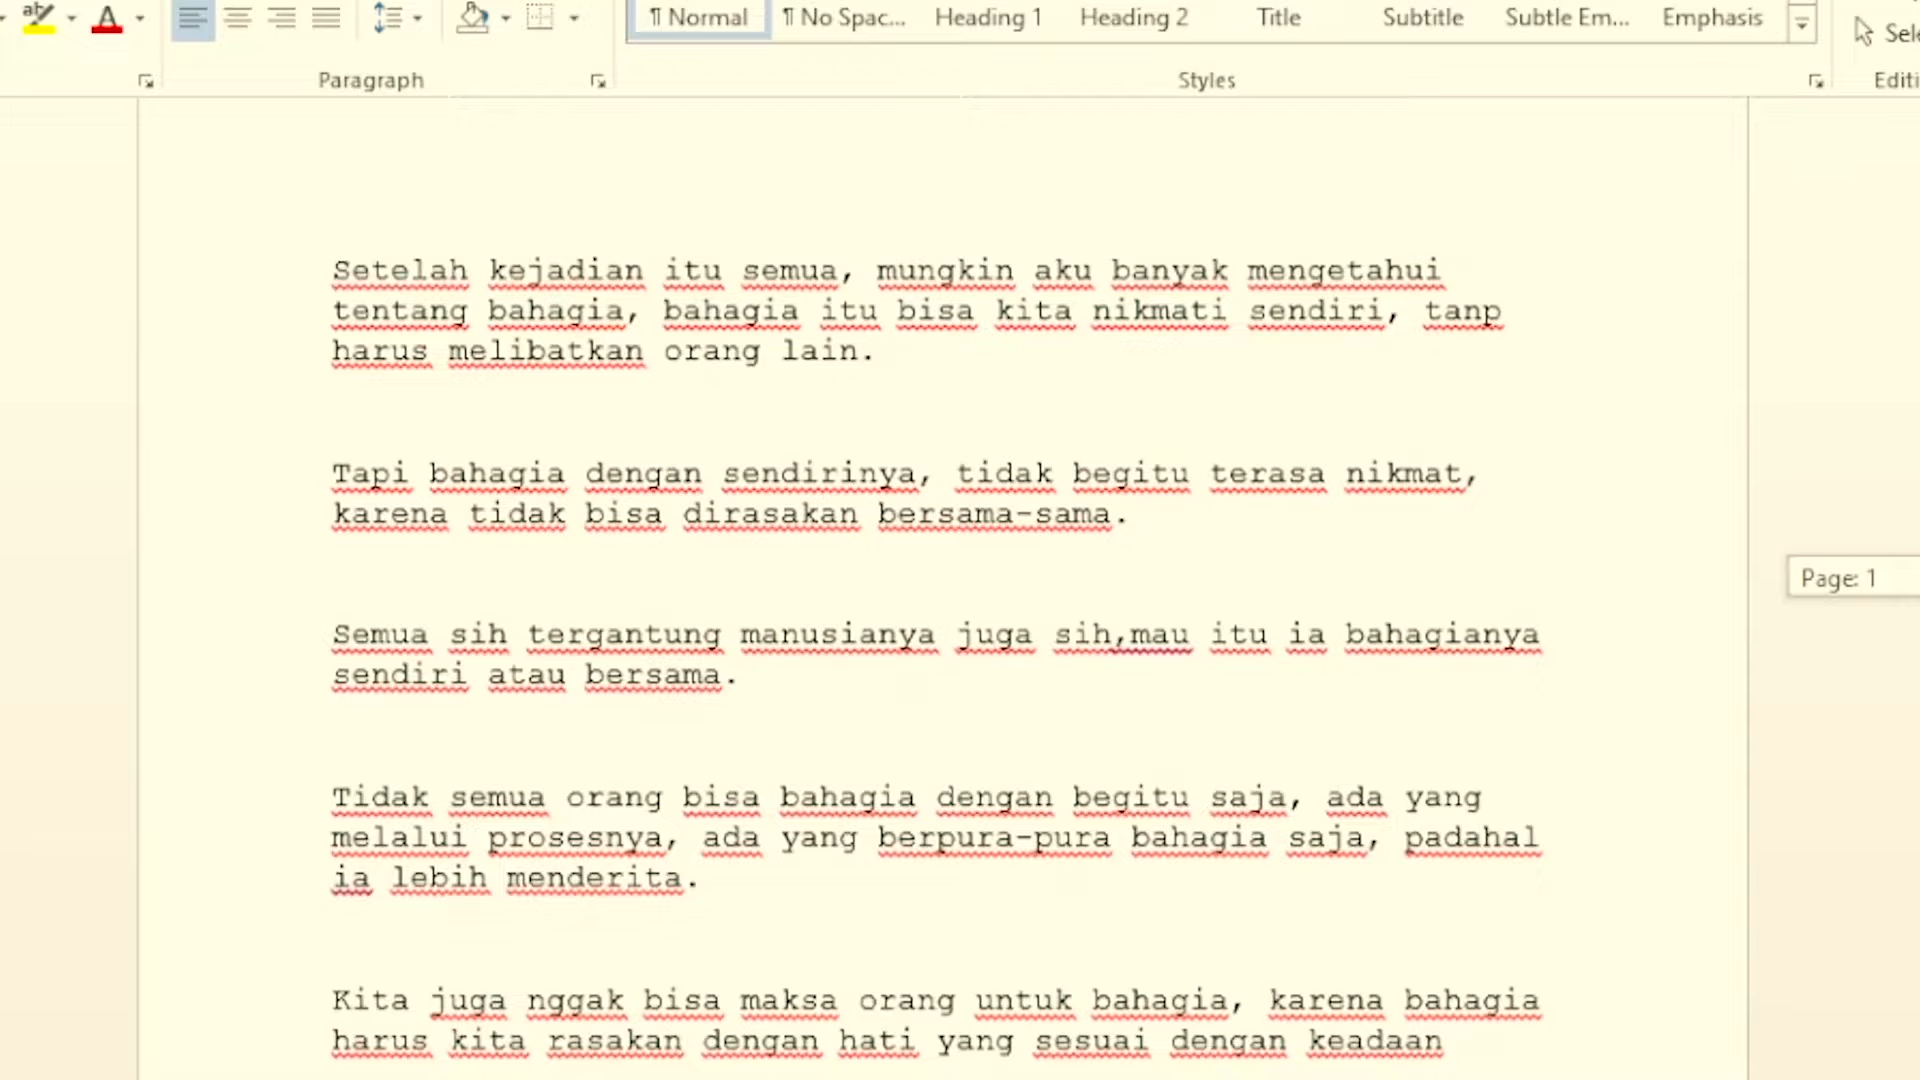 ¶ Normal
¶ No Spac...
Heading 1
Heading 2
Title
Subtitle
Subtle Em...
Emphasis
Paragraph
Styles
Page: 1
Setelah kejadian itu semua, mungkin aku banyak mengetahui
tentang bahagia, bahagia itu bisa kita nikmati sendiri, tanp
harus melibatkan orang lain.
Tapi bahagia dengan sendirinya, tidak begitu terasa nikmat,
karena tidak bisa dirasakan bersama-sama.
Semua sih tergantung manusianya juga sih,mau itu ia bahagianya
sendiri atau bersama.
Tidak semua orang bisa bahagia dengan begitu saja, ada yang
melalui prosesnya, ada yang berpura-pura bahagia saja, padahal
ia lebih menderita.
Kita juga nggak bisa maksa orang untuk bahagia, karena bahagia
harus kita rasakan dengan hati yang sesuai dengan keadaan